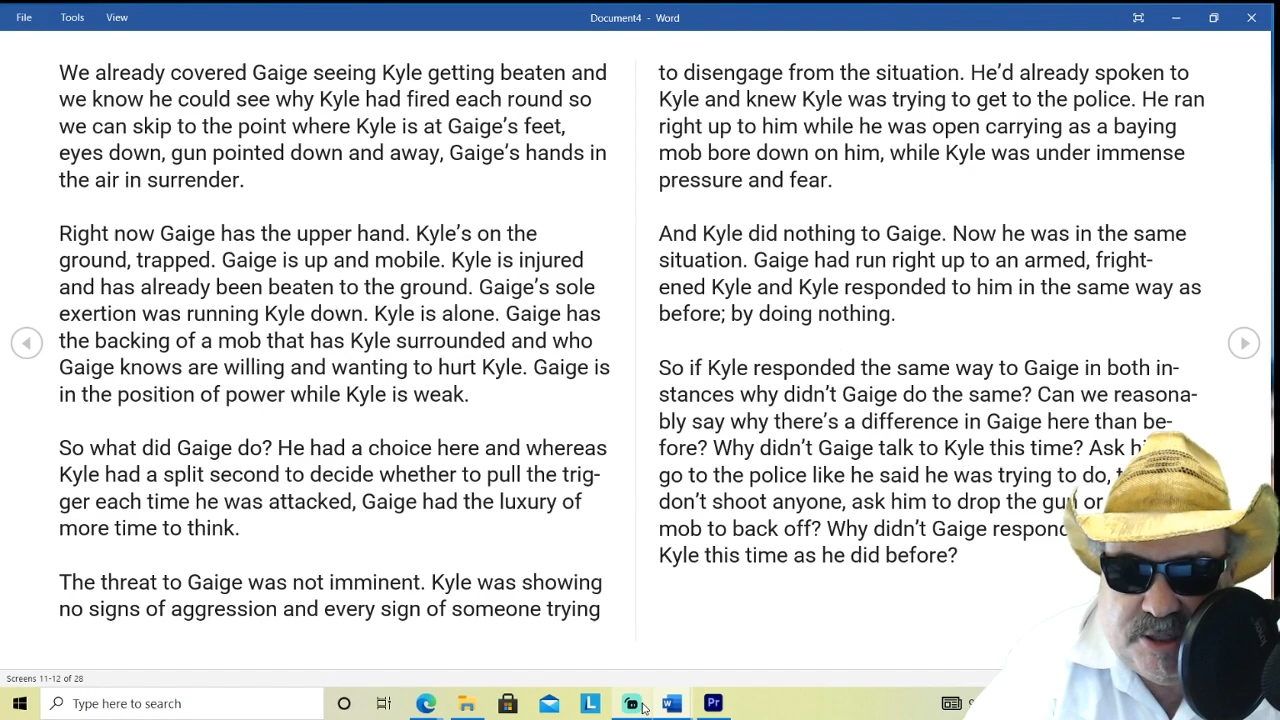 File Tools View Document4 - Word
We already covered Gaige seeing Kyle getting beaten and
we know he could see why Kyle had fired each round so
we can skip to the point where Kyle is at Gaige's feet,
eyes down, gun pointed down and away, Gaige's hands in
the air in surrender.
Right now Gaige has the upper hand. Kyle's on the
ground, trapped. Gaige is up and mobile. Kyle is injured
and has already been beaten to the ground. Gaige's sole
exertion was running Kyle down. Kyle is alone. Gaige has
the backing of a mob that has Kyle surrounded and who
Gaige knows are willing and wanting to hurt Kyle. Gaige is
in the position of power while Kyle is weak.
So what did Gaige do? He had a choice here and whereas
Kyle had a split second to decide whether to pull the trig-
ger each time he was attacked, Gaige had the luxury of
more time to think.
The threat to Gaige was not imminent. Kyle was showing
no signs of aggression and every sign of someone trying
to disengage from the situation. He'd already spoken to
Kyle and knew Kyle was trying to get to the police. He ran
right up to him while he was open carrying as a baying
mob bore down on him, while Kyle was under immense
pressure and fear.
And Kyle did nothing to Gaige. Now he was in the same
situation. Gaige had run right up to an armed, fright-
ened Kyle and Kyle responded to him in the same way as
before; by doing nothing.
So if Kyle responded the same way to Gaige in both in-
stances why didn't Gaige do the same? Can we reasona-
bly say why there's a difference in Gaige here than be-
fore? Why didn't Gaige talk to Kyle this time? Ask
go to the police like he said he was trying to do,
don't shoot anyone, ask him to drop the gun or
mob to back off? Why didn't Gaige respond
Kyle this time as he did before?
Screens 11-12 of 28
Type here to search
L
W
Pr